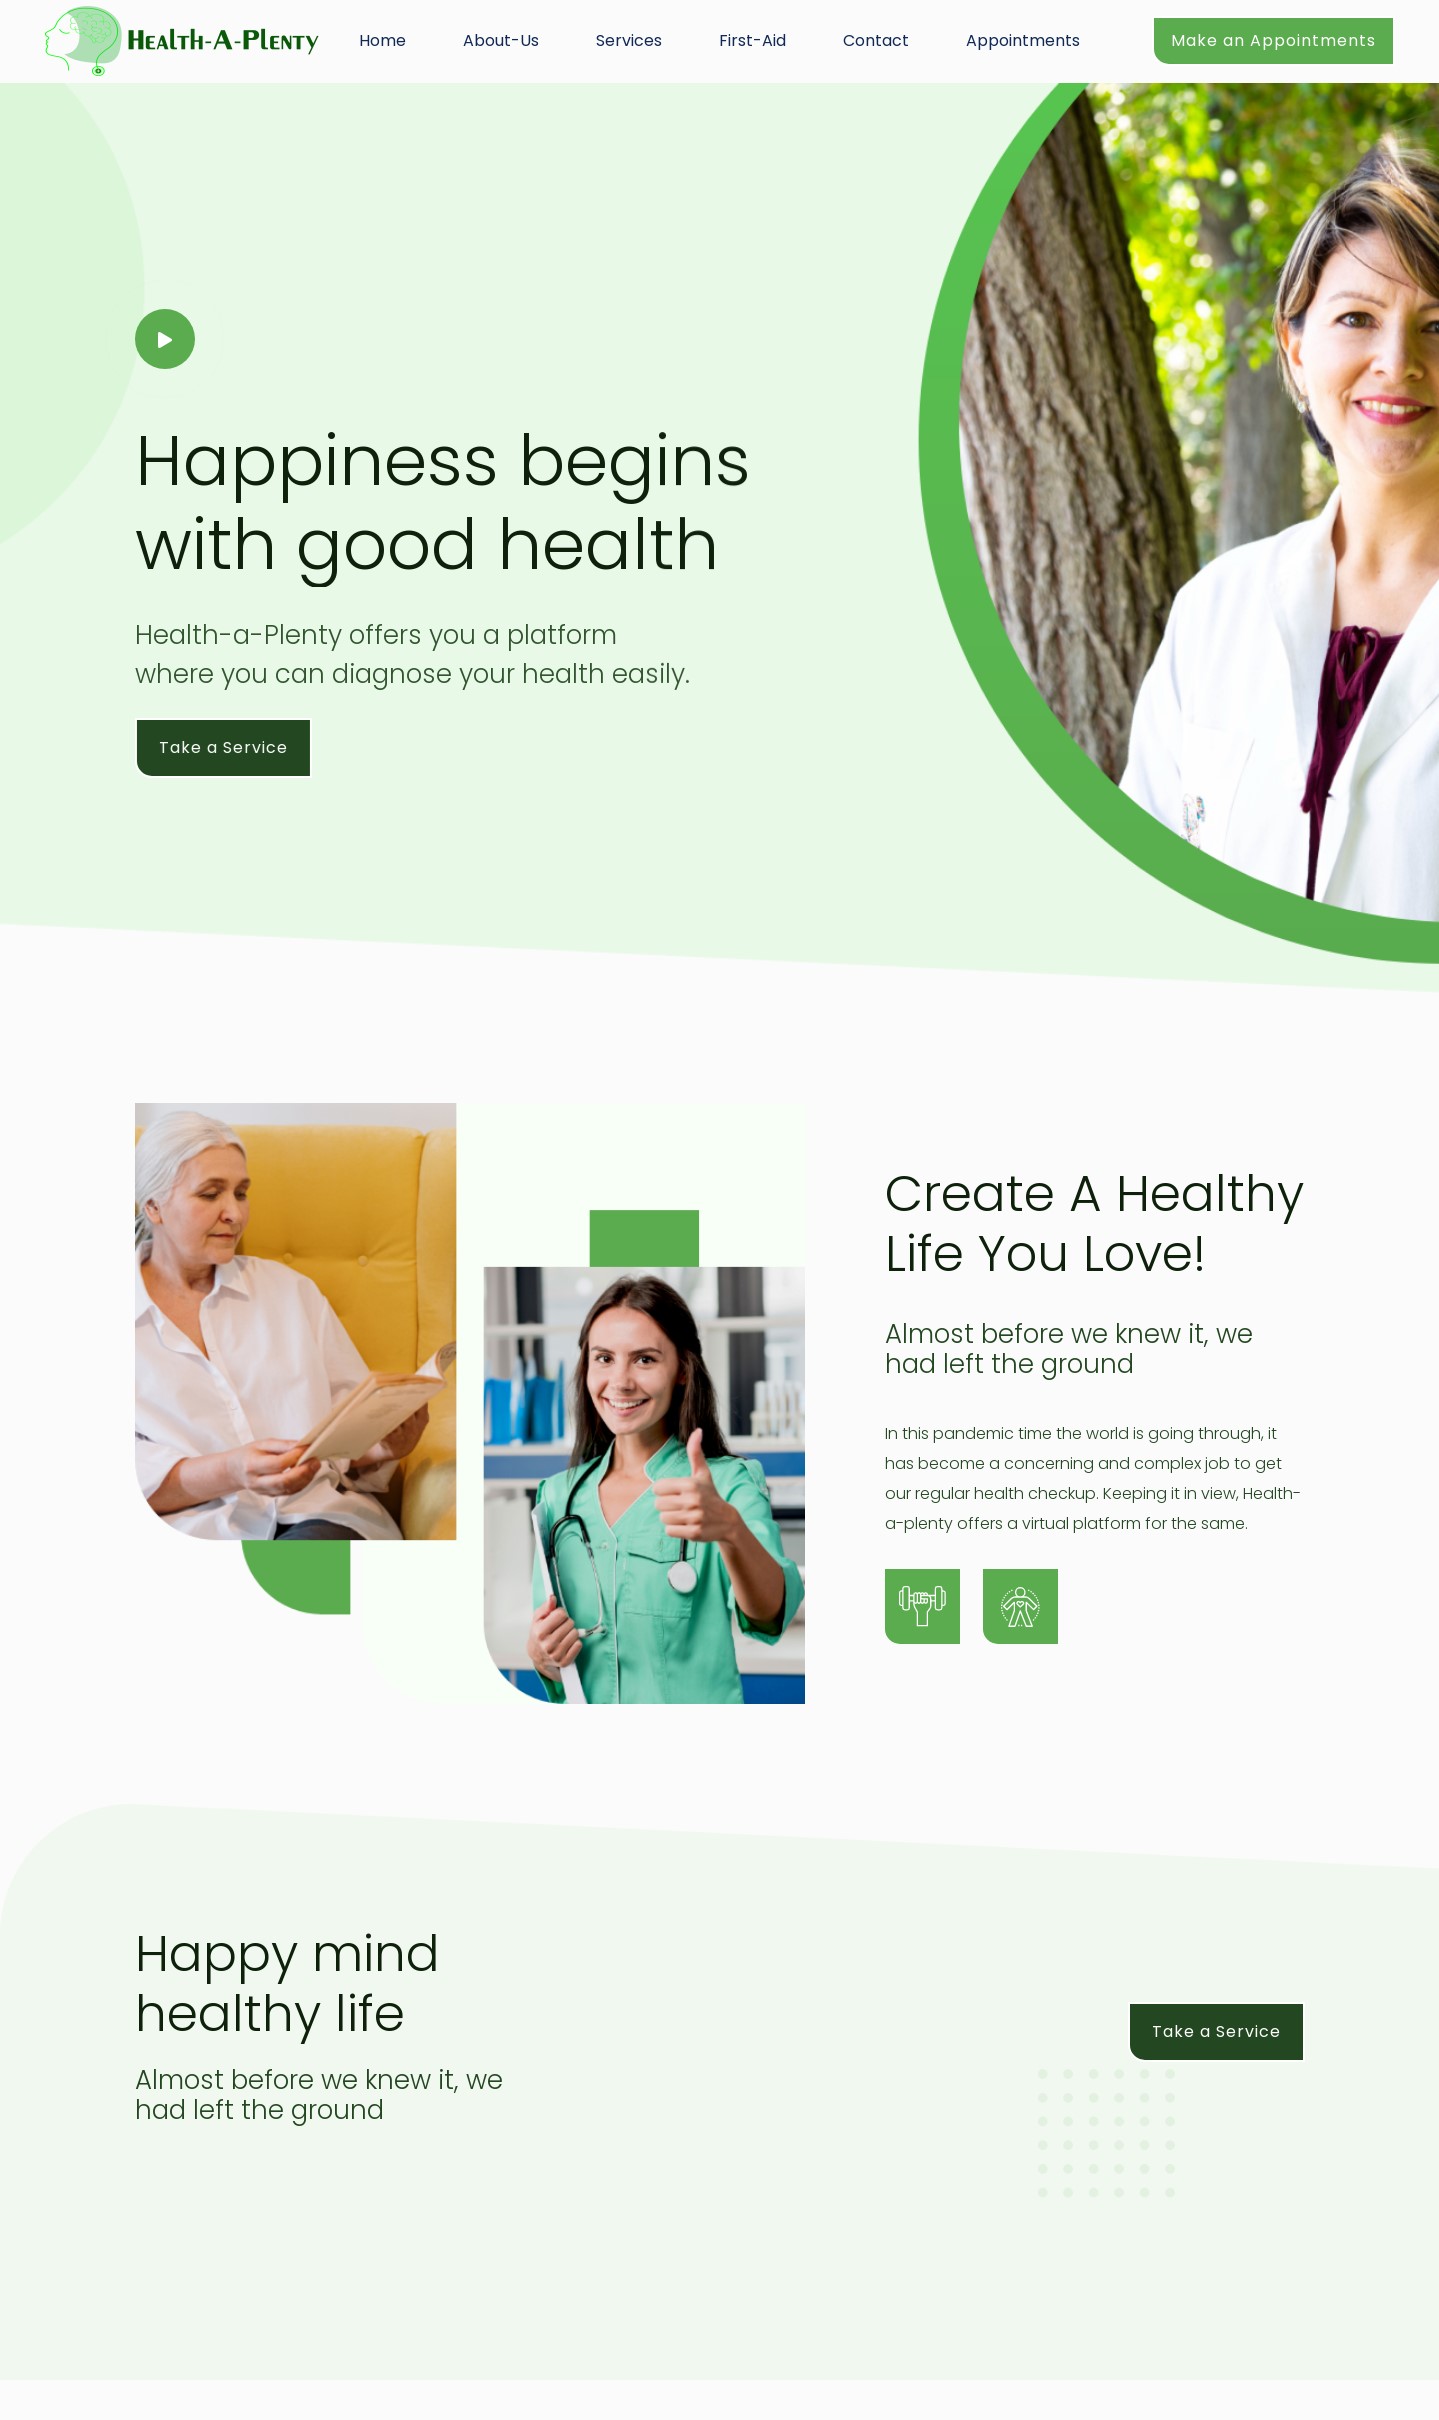 Health-A-Plenty
Home
About-Us
Services
First-Aid
Contact
Appointments
Make an Appointments
Happiness begins
with good health
Health-a-Plenty offers you a platform
where you can diagnose your health easily.
Take a Service
Create A Healthy
Life You Love!
Almost before we knew it, we
had left the ground
In this pandemic time the world is going through, it
has become a concerning and complex job to get
our regular health checkup. Keeping it in view, Health-
a-plenty offers a virtual platform for the same.
Happy mind
healthy life
Almost before we knew it, we
had left the ground
Take a Service